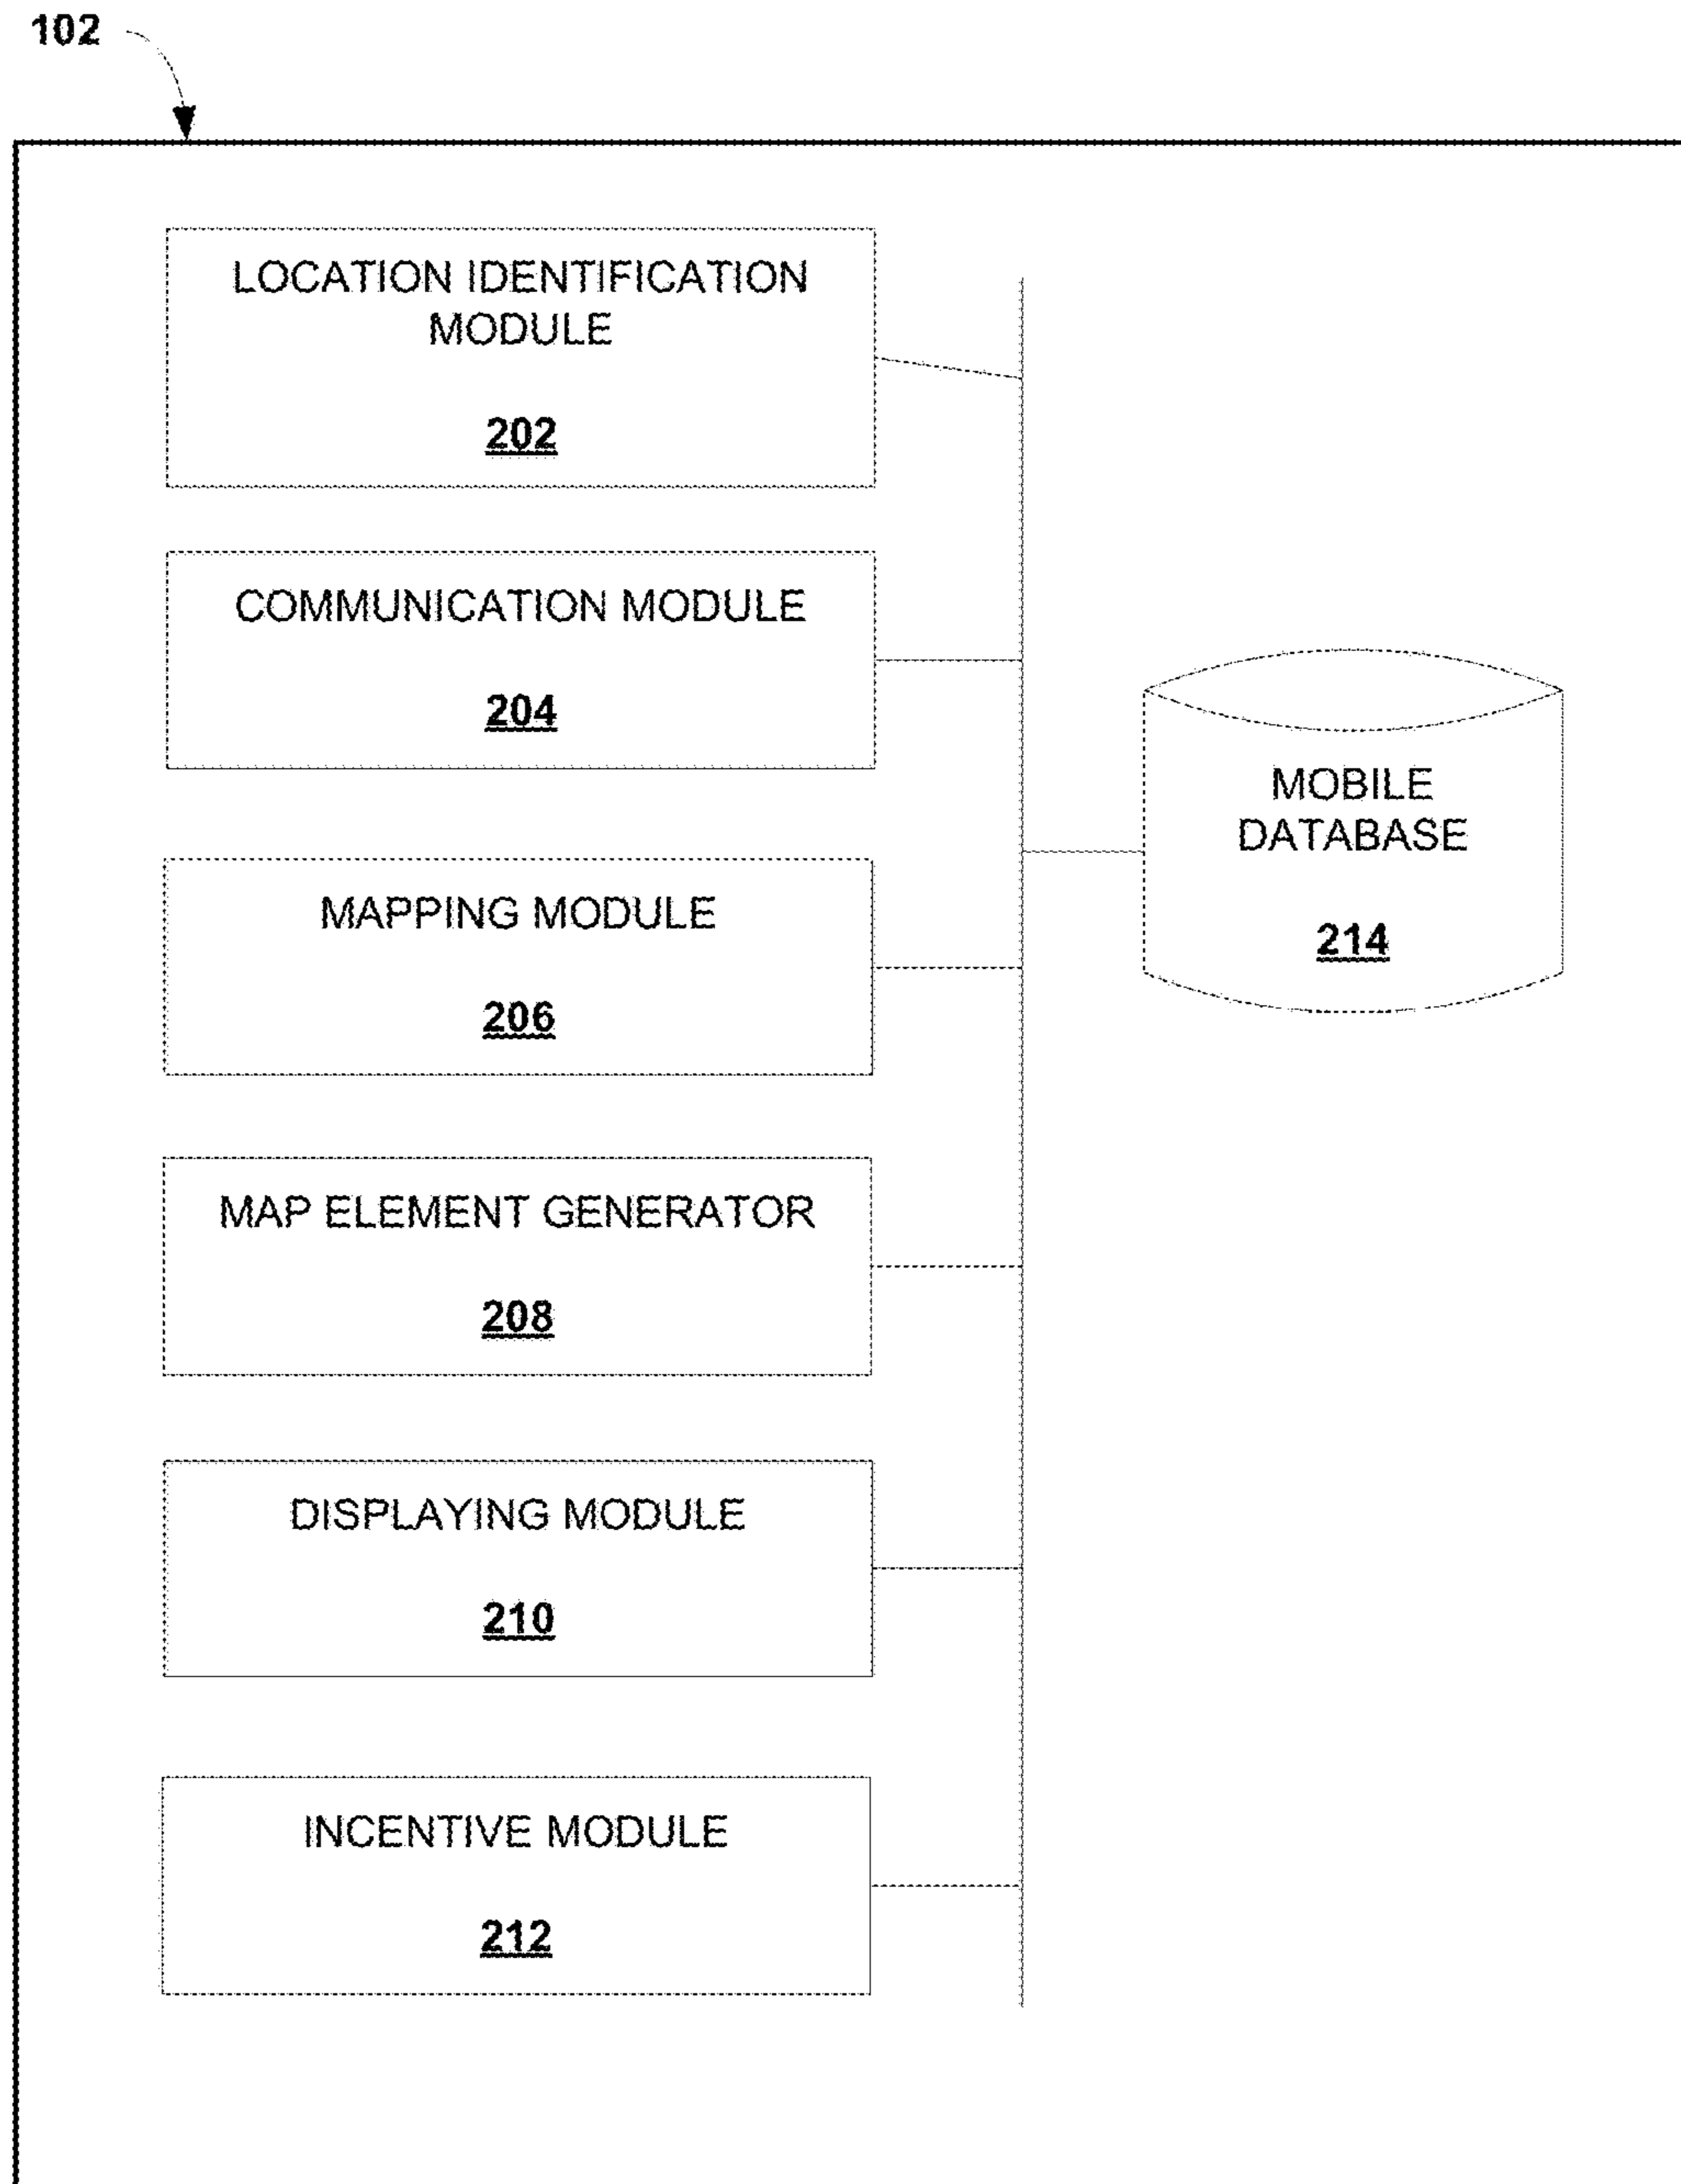 102
LOCATION IDENTIFICATION
MODULE
202
COMMUNICATION MODULE
204
MAPPING MODULE
206
MAP ELEMENT GENERATOR
208
DISPLAYING MODULE
210
INCENTIVE MODULE
212
MOBILE
DATABASE
214